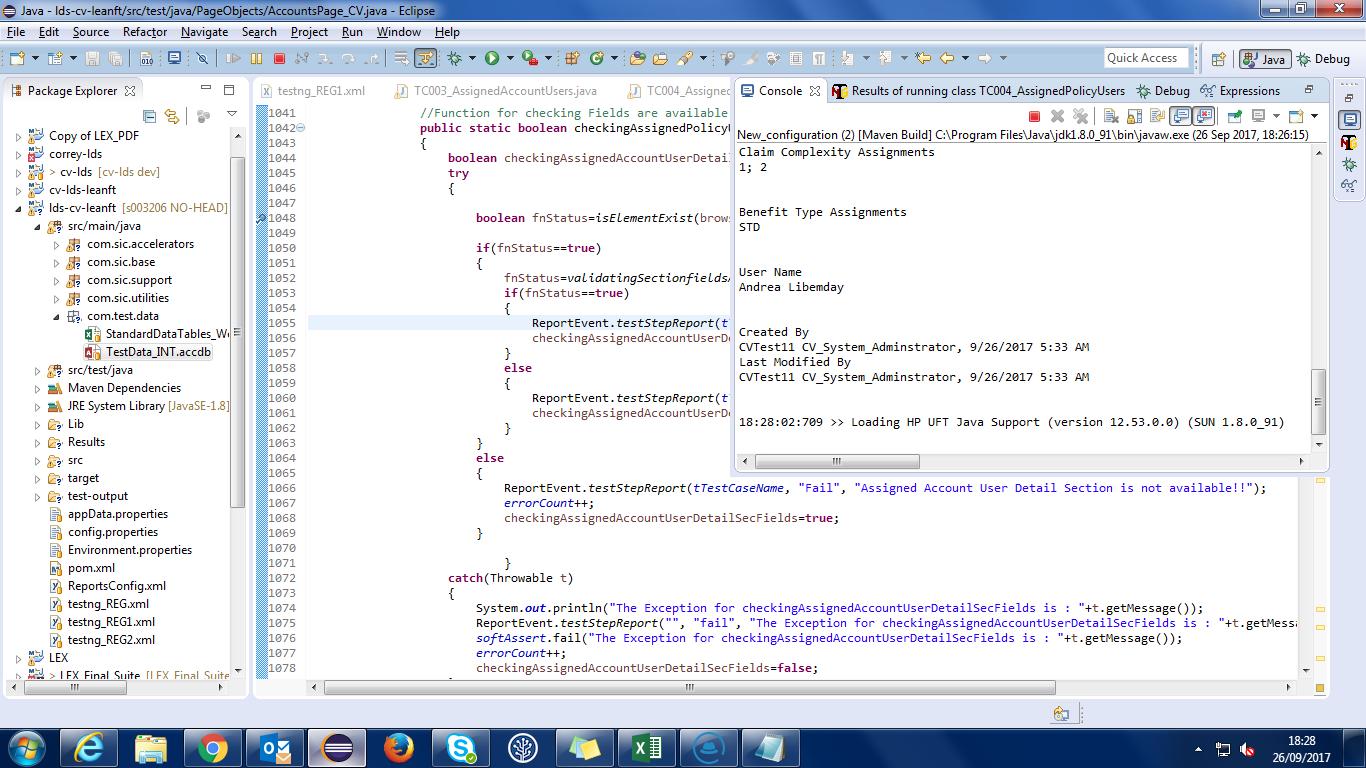 Java - lds-cv-leanft/src/test/java/PageObjects/AccountsPage_CV.java - Eclipse
File Edit Source Refactor Navigate Search Project Run Window Help
Quick Access
Java
Debug
Package Explorer
Copy of LEX_PDF
correy-lds
> cv-lds [cv-lds dev]
cv-lds-leanft
lds-cv-leanft [s003206 NO-HEAD]
src/main/java
com.sic.accelerators
com.sic.base
com.sic.support
com.sic.utilities
com.test.data
StandardDataTables_We
TestData_INT.accdb
src/test/java
Maven Dependencies
JRE System Library [JavaSE-1.8]
Lib
Results
src
target
test-output
appData.properties
config.properties
Environment.properties
pom.xml
ReportsConfig.xml
testng_REG.xml
testng_REG1.xml
testng_REG2.xml
LEX
> LEX_Final_Suite [LEX_Final_Suite
testng_REG1.xml
TC003_AssignedAccountUsers.java
TC004_Assigne
1041 //Function for checking Fields are available
1042 public static boolean checkingAssignedPolicyU
1043 {
1044 boolean checkingAssignedAccountUserDetail
1045 try
1046 {
1047
1048 boolean fnStatus=isElementExist(brows
1049
1050 if(fnStatus==true)
1051 {
1052 fnStatus=validatingSectionfieldsA
1053 if(fnStatus==true)
1054 {
1055 ReportEvent.testStepReport(t
1056 checkingAssignedAccountUserDe
1057 }
1058 else
1059 {
1060 ReportEvent.testStepReport(t
1061 checkingAssignedAccountUserDe
1062 }
1063 }
1064 else
1065 {
1066 ReportEvent.testStepReport(tTestCaseName, "Fail", "Assigned Account User Detail Section is not available!!");
1067 errorCount++;
1068 checkingAssignedAccountUserDetailSecFields=true;
1069 }
1070
1071 }
1072 catch(Throwable t)
1073 {
1074 System.out.println("The Exception for checkingAssignedAccountUserDetailSecFields is : "+t.getMessage());
1075 ReportEvent.testStepReport("", "fail", "The Exception for checkingAssignedAccountUserDetailSecFields is : "+t.getMessa
1076 softAssert.fail("The Exception for checkingAssignedAccountUserDetailSecFields is : "+t.getMessage());
1077 errorCount++;
1078 checkingAssignedAccountUserDetailSecFields=false;
Console
Results of running class TC004_AssignedPolicyUsers
Debug
Expressions
New_configuration (2) [Maven Build] C:\Program Files\Java\jdk1.8.0_91\bin\javaw.exe (26 Sep 2017, 18:26:15)
Claim Complexity Assignments
1; 2
Benefit Type Assignments
STD
User Name
Andrea Libemday
Created By
CVTest11 CV_System_Adminstrator, 9/26/2017 5:33 AM
Last Modified By
CVTest11 CV_System_Adminstrator, 9/26/2017 5:33 AM
18:28:02:709 >> Loading HP UFT Java Support (version 12.53.0.0) (SUN 1.8.0_91)
18:28
26/09/2017